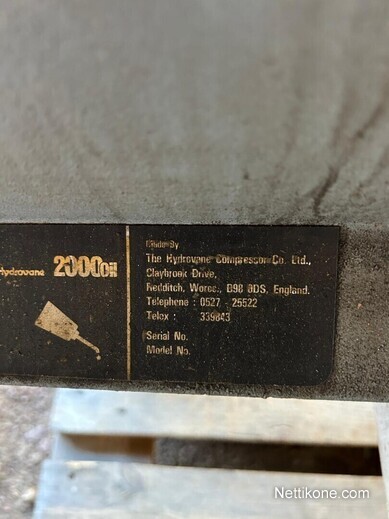 Hydrovane 2000 Oil
Made By
The Hydrovane Compressor Co. Ltd.,
Claybrook Drive,
Redditch, Worcs., B98 0DS, England.
Telephone : 0527 - 25522
Telex : 339843
Serial No.
Model No.
Nettikone.com